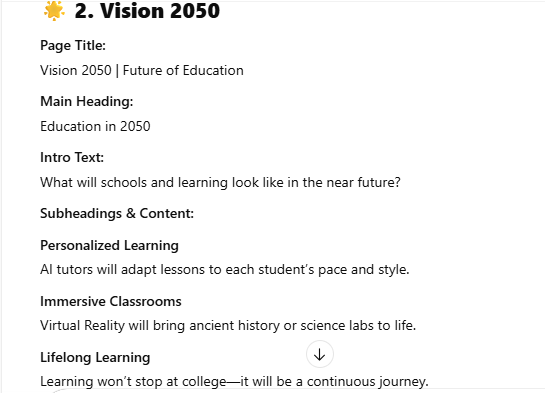 🌟 2. Vision 2050
Page Title:
Vision 2050 | Future of Education
Main Heading:
Education in 2050
Intro Text:
What will schools and learning look like in the near future?
Subheadings & Content:
Personalized Learning
AI tutors will adapt lessons to each student’s pace and style.
Immersive Classrooms
Virtual Reality will bring ancient history or science labs to life.
Lifelong Learning
Learning won’t stop at college—it will be a continuous journey.